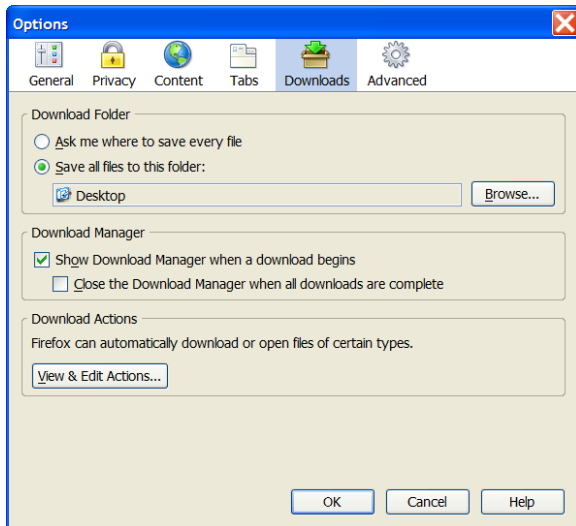 Options
General Privacy Content Tabs Downloads Advanced
Download Folder
Ask me where to save every file
Save all files to this folder:
Desktop Browse...
Download Manager
Show Download Manager when a download begins
Close the Download Manager when all downloads are complete
Download Actions
Firefox can automatically download or open files of certain types.
View & Edit Actions...
OK Cancel Help